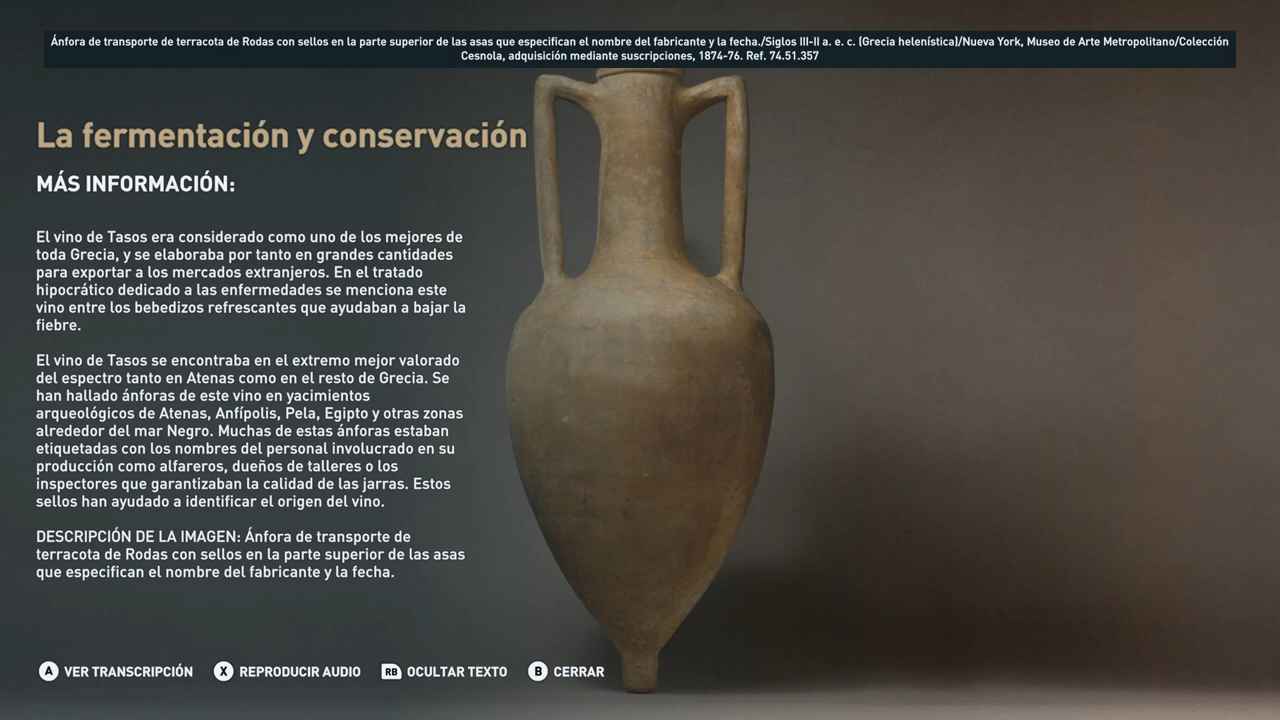 Ánfora de transporte de terracota de Rodas con sellos en la parte superior de las asas que especifican el nombre del fabricante y la fecha./Siglos III-II a. e. c. (Grecia helenística)/Nueva York, Museo de Arte Metropolitano/Colección
Cesnola, adquisición mediante suscripciones, 1874-76. Ref. 74.51.357
La fermentación y conservación
MÁS INFORMACIÓN:
El vino de Tasos era considerado como uno de los mejores de
toda Grecia, y se elaboraba por tanto en grandes cantidades
para exportar a los mercados extranjeros. En el tratado
hipocrático dedicado a las enfermedades se menciona este
vino entre los bebedizos refrescantes que ayudaban a bajar la
fiebre.
El vino de Tasos se encontraba en el extremo mejor valorado
del espectro tanto en Atenas como en el resto de Grecia. Se
han hallado ánforas de este vino en yacimientos
arqueológicos de Atenas, Anfípolis, Pela, Egipto y otras zonas
alrededor del mar Negro. Muchas de estas ánforas estaban
etiquetadas con los nombres del personal involucrado en su
producción como alfareros, dueños de talleres o los
inspectores que garantizaban la calidad de las jarras. Estos
sellos han ayudado a identificar el origen del vino.
DESCRIPCIÓN DE LA IMAGEN: Ánfora de transporte de
terracota de Rodas con sellos en la parte superior de las asas
que especifican el nombre del fabricante y la fecha.
A VER TRANSCRIPCIÓN X REPRODUCIR AUDIO RB OCULTAR TEXTO B CERRAR